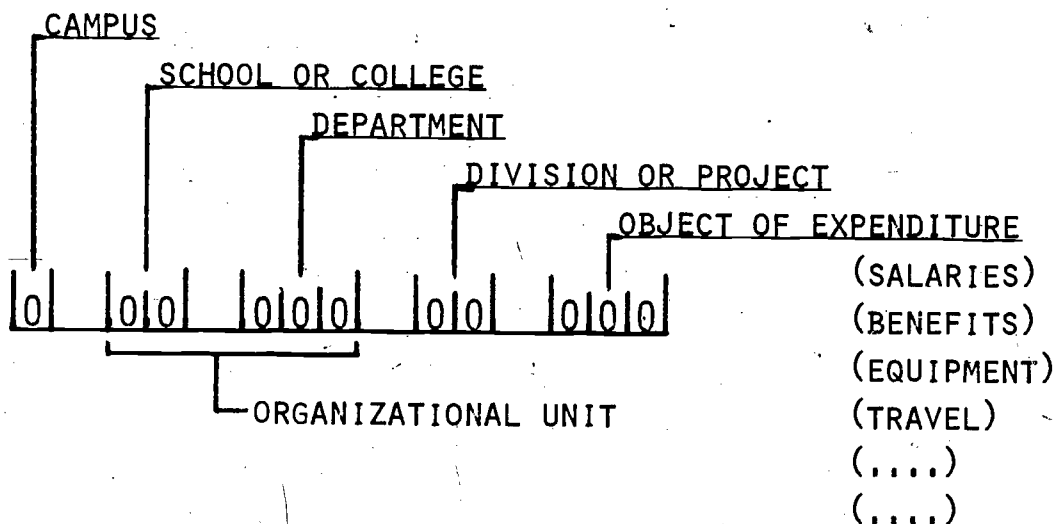 CAMPUS
SCHOOL OR COLLEGE
DEPARTMENT
DIVISION OR PROJECT
OBJECT OF EXPENDITURE
(SALARIES)
0 00 000 00 000
(BENEFITS)
(EQUIPMENT)
ORGANIZATIONAL UNIT
(TRAVEL)
(....)
(....)